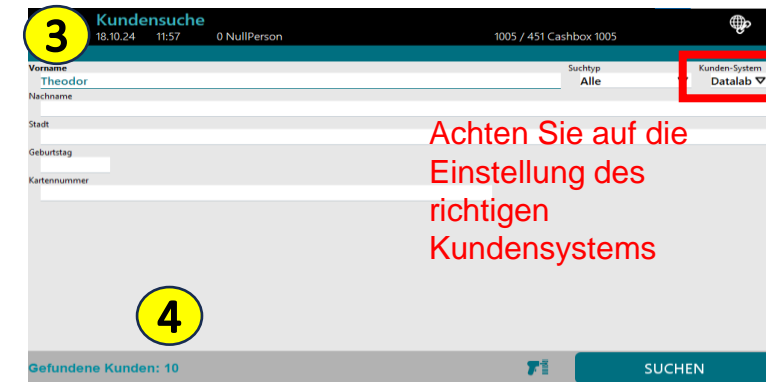 3
Kundensuche
18.10.24 11:57 0 NullPerson 1005 / 451 Cashbox 1005
Vorname Suchtyp Kunden-System
Theodor Alle Datalab
Nachname
Stadt
Achten Sie auf die
Einstellung des
richtigen
Kundensystems
Geburtstag
Kartennummer
4
Gefundene Kunden: 10 SUCHEN